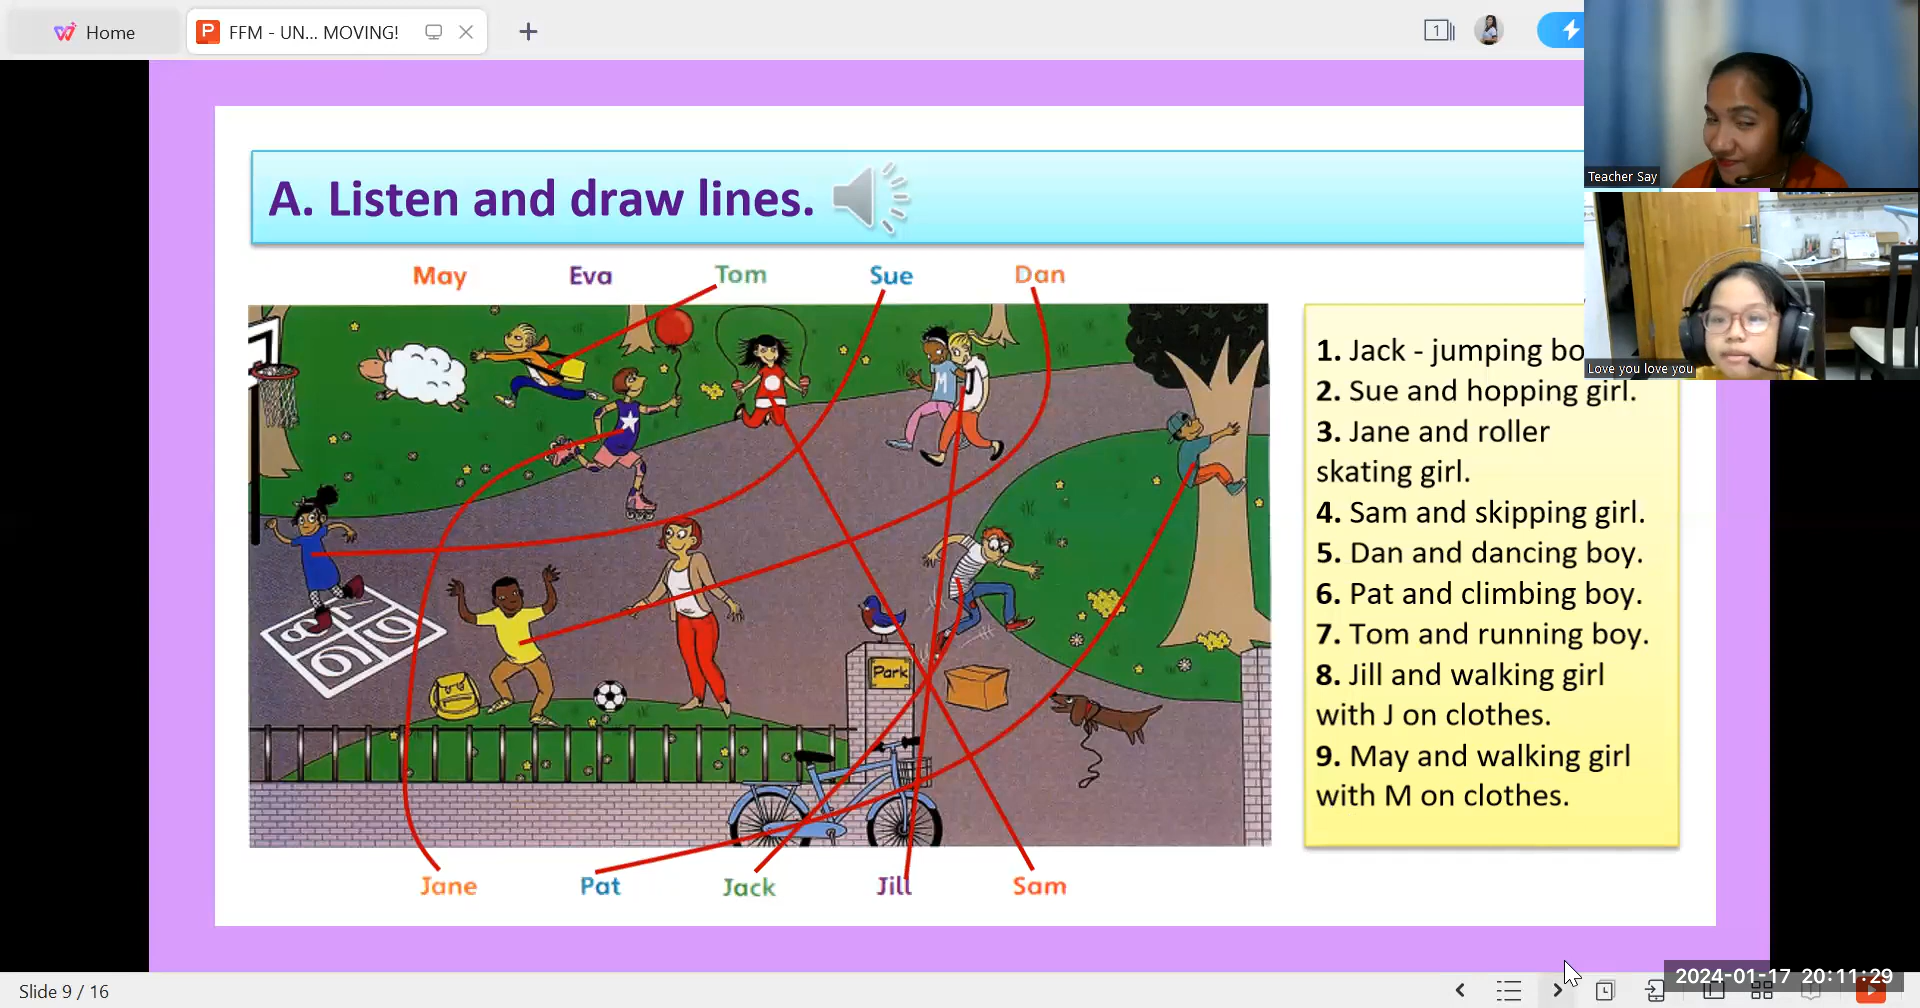 Home
FFM - UN... MOVING!
1
Teacher Say
A. Listen and draw lines.
May Eva Tom Sue Dan
Love you love you
M J
Park
Jane Pat Jack Jill Sam
1. Jack - jumping bo
2. Sue and hopping girl.
3. Jane and roller
skating girl.
4. Sam and skipping girl.
5. Dan and dancing boy.
6. Pat and climbing boy.
7. Tom and running boy.
8. Jill and walking girl
with J on clothes.
9. May and walking girl
with M on clothes.
Slide 9 / 16
2024-01-17 20:11:29